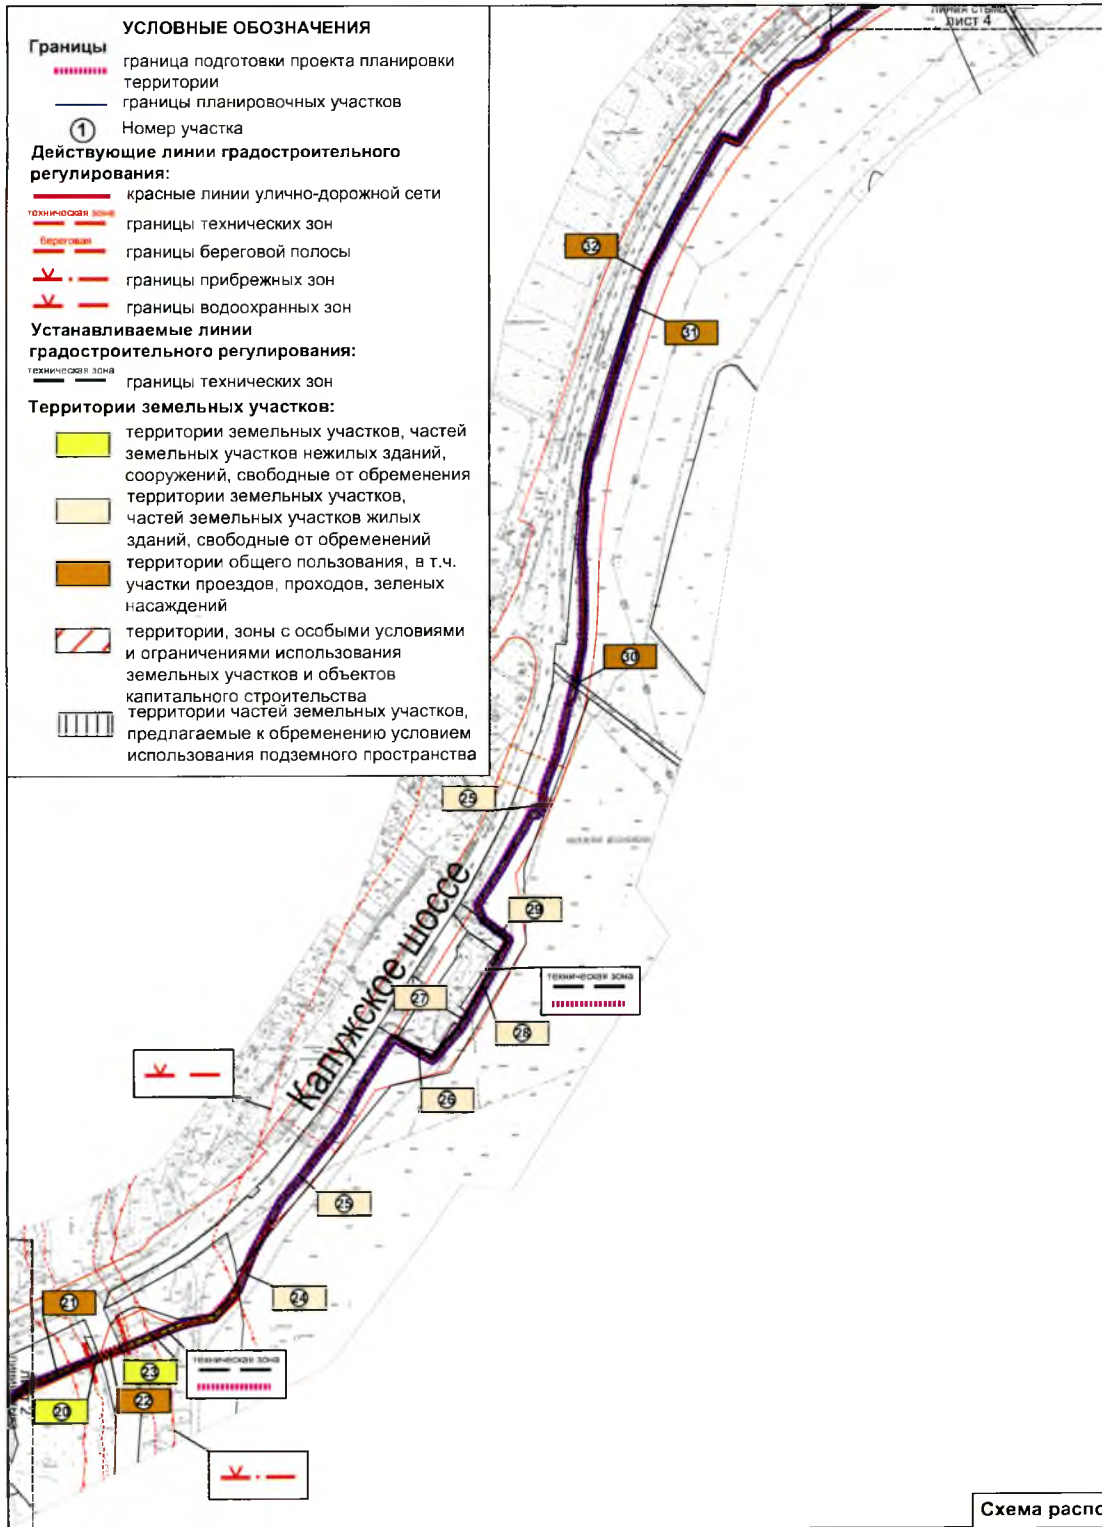 УСЛОВНЫЕ ОБОЗНАЧЕНИЯ
Границы
граница подготовки проекта планировки
территории
границы планировочных участков
1 Номер участка
Действующие линии градостроительного
регулирования:
красные линии улично-дорожной сети
техническая зона
границы технических зон
береговая
границы береговой полосы
границы прибрежных зон
границы водоохранных зон
Устанавливаемые линии
градостроительного регулирования:
техническая зона
границы технических зон
Территории земельных участков:
территории земельных участков, частей
земельных участков нежилых зданий,
сооружений, свободные от обременения
территории земельных участков,
частей земельных участков жилых
зданий, свободные от обременений
территории общего пользования, в т.ч.
участки проездов, проходов, зеленых
насаждений
территории, зоны с особыми условиями
и ограничениями использования
земельных участков и объектов
капитального строительства
территории частей земельных участков,
предлагаемые к обременению условием
использования подземного пространства
линия стыка
лист 4
32
31
30
25
29
техническая зона
27
28
26
Калужское шоссе
25
24
21
23
техническая зона
22
20
лист 2
Схема распо